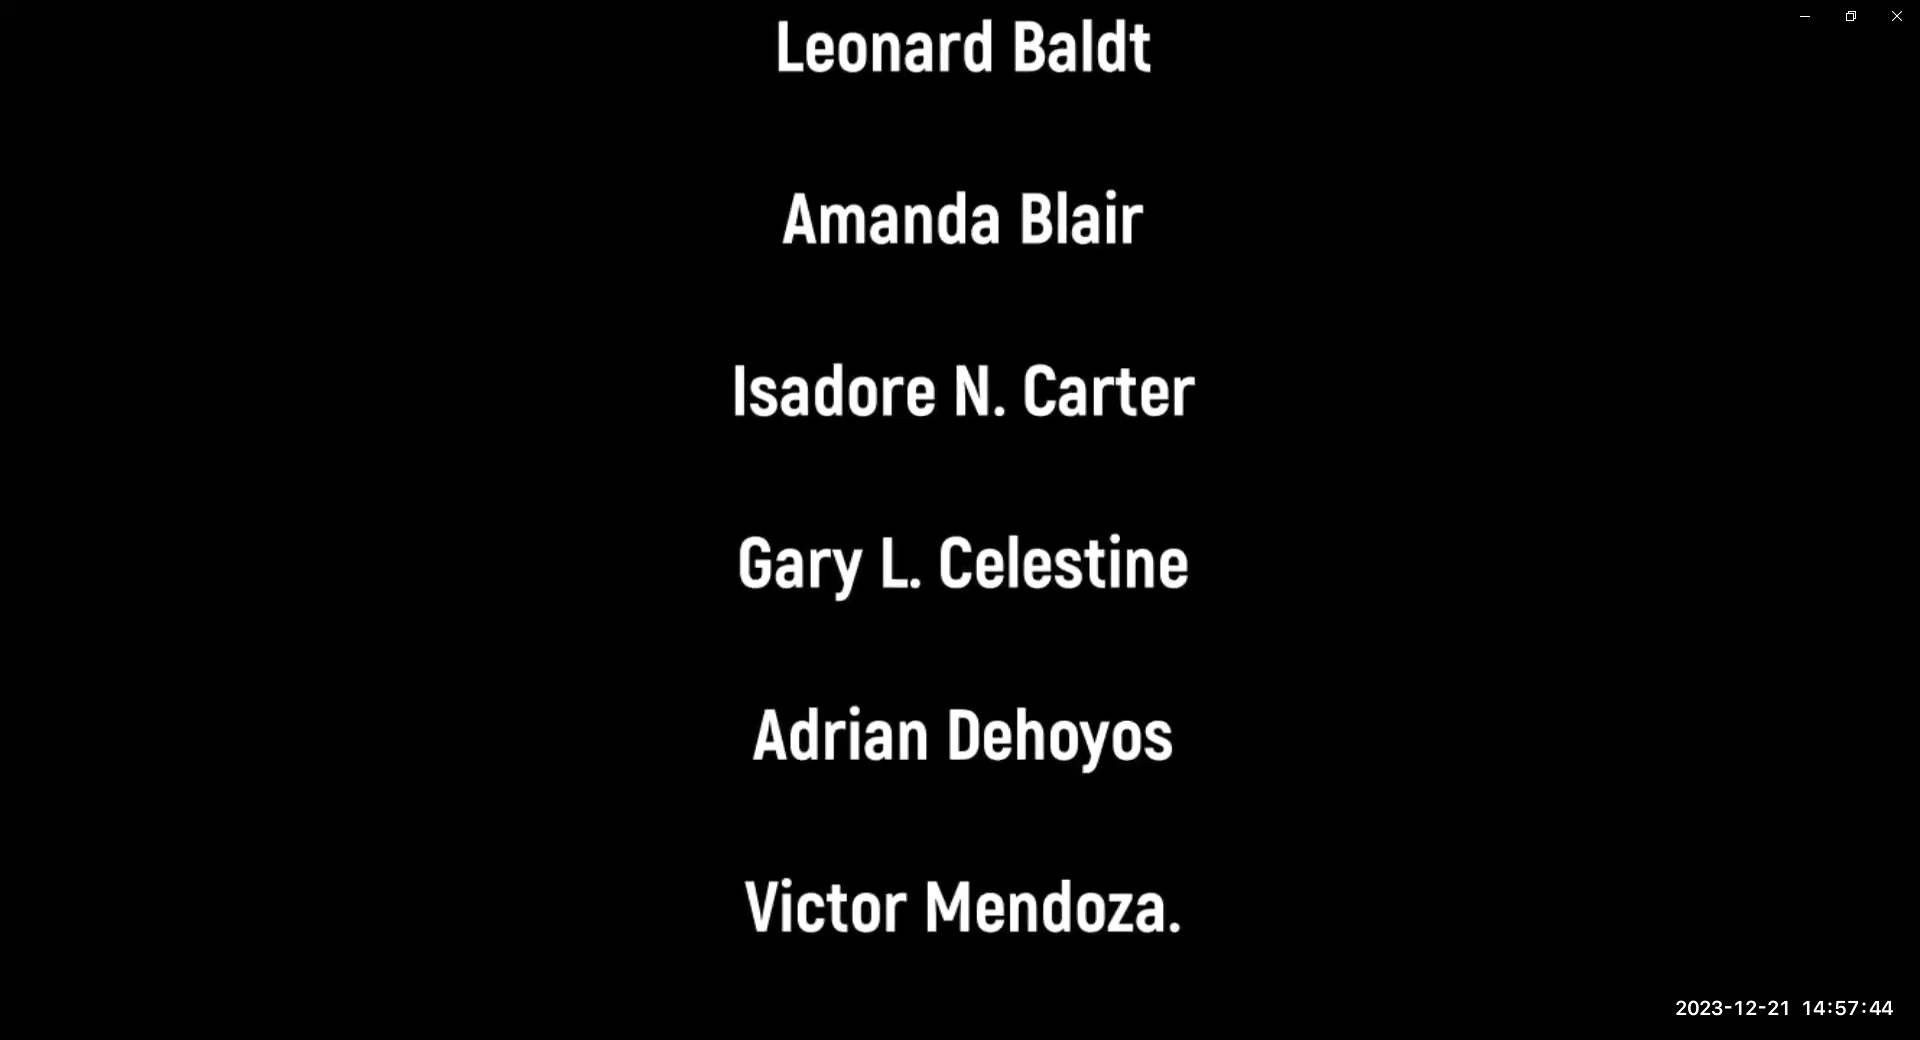 Leonard Baldt
Amanda Blair
Isadore N. Carter
Gary L. Celestine
Adrian Dehoyos
Victor Mendoza.
2023-12-21 14:57:44